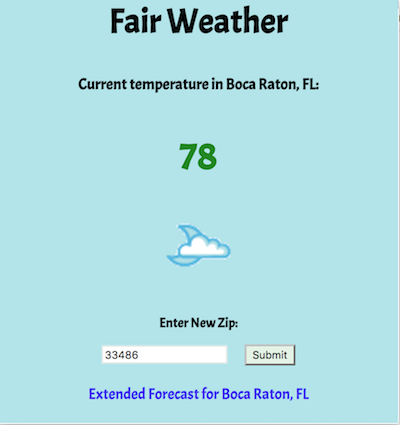 Fair Weather
Current temperature in Boca Raton, FL:
78
Enter New Zip:
33486 Submit
Extended Forecast for Boca Raton, FL